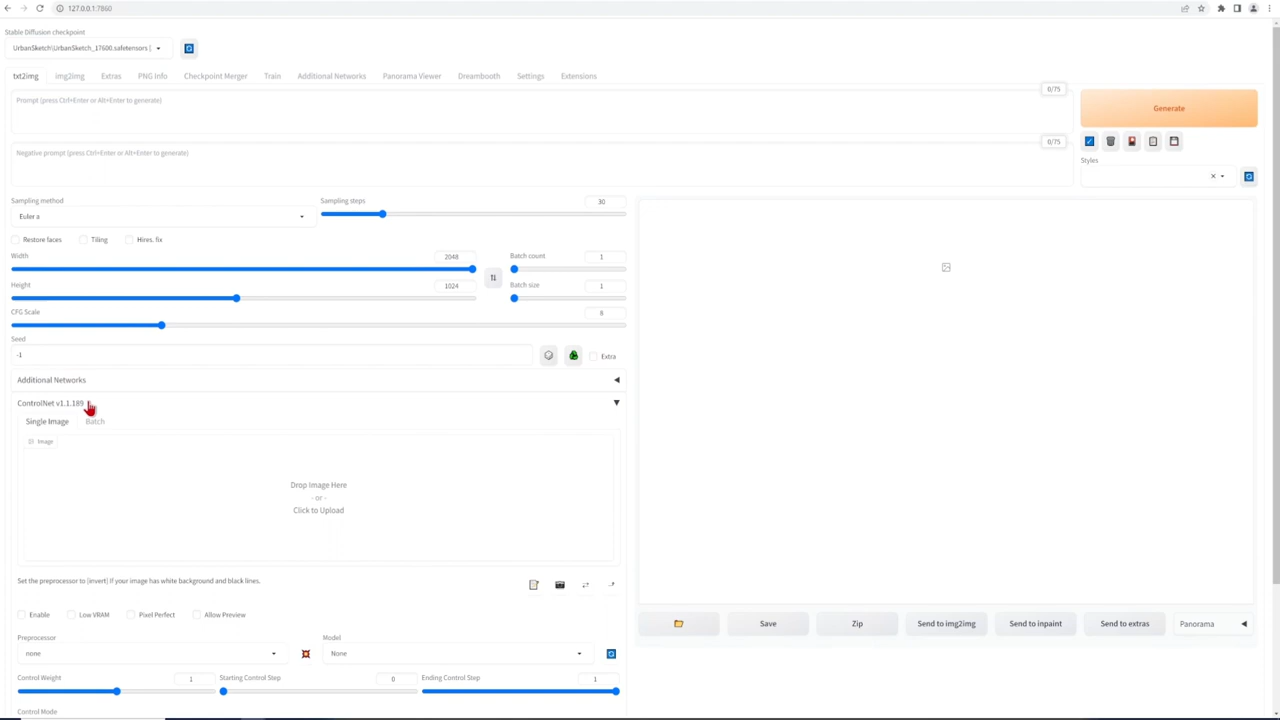 127.0.0.1:7860
Stable Diffusion checkpoint
UrbanSketch\UrbanSketch_17600.safetensors [.
txt2img img2img Extras PNG Info Checkpoint Merger Train Additional Networks Panorama Viewer Dreambooth Settings Extensions
0/75
Prompt (press Ctrl+Enter or Alt+Enter to generate)
Generate
0/75
Negative prompt (press Ctrl+Enter or Alt+Enter to generate)
Styles
Sampling method Sampling steps 30
Euler a
Restore faces Tiling Hires. fix
Width 2048 Batch count 1
Height 1024 Batch size 1
CFG Scale 8
Seed
-1 Extra
Additional Networks
ControlNet v1.1.189
Single Image Batch
Image
Drop Image Here
- or -
Click to Upload
Set the preprocessor to [invert] If your image has white background and black lines.
Enable Low VRAM Pixel Perfect Allow Preview
Save Zip Send to img2img Send to inpaint Send to extras Panorama
Preprocessor Model
none None
Control Weight 1 Starting Control Step 0 Ending Control Step 1
Control Mode